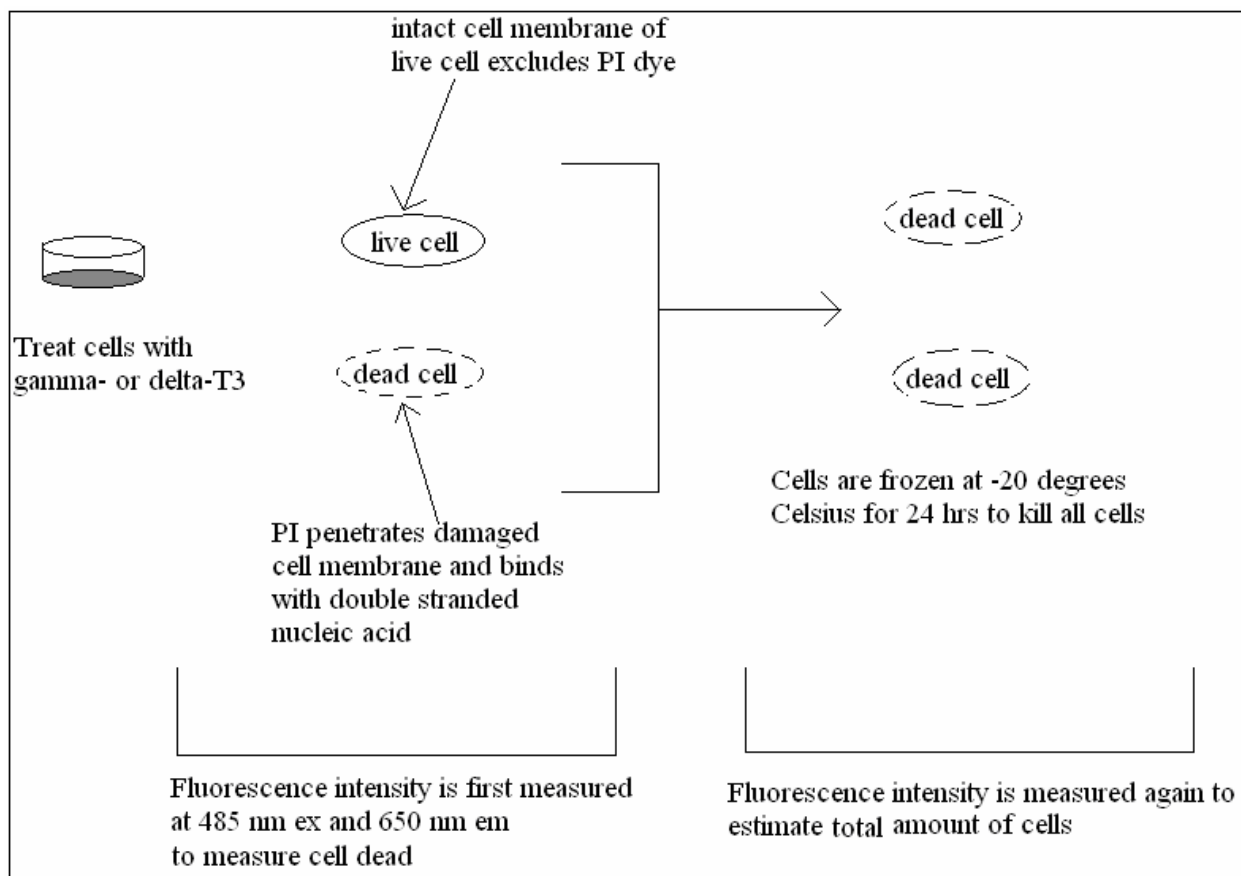 intact cell membrane of
live cell excludes PI dye
live cell
dead cell
Treat cells with
gamma- or delta-T3
dead cell
dead cell
Cells are frozen at -20 degrees
Celsius for 24 hrs to kill all cells
PI penetrates damaged
cell membrane and binds
with double stranded
nucleic acid
Fluorescence intensity is first measured
at 485 nm ex and 650 nm em
to measure cell dead
Fluorescence intensity is measured again to
estimate total amount of cells